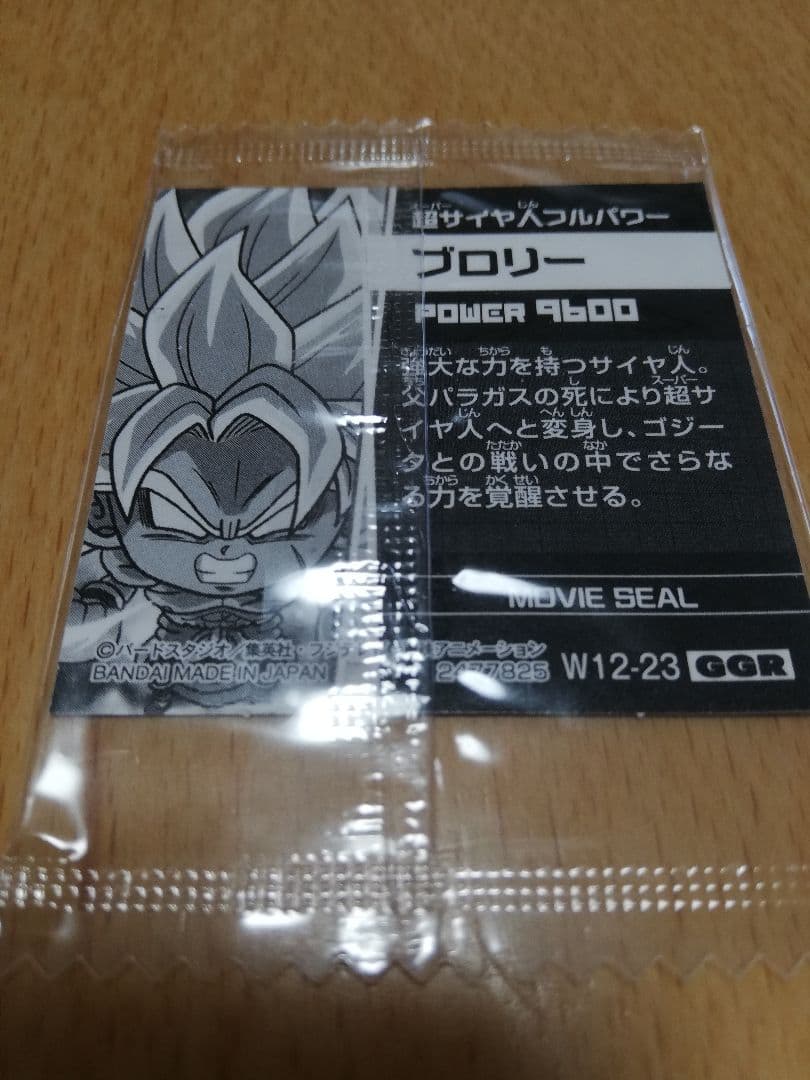 超サイヤ人フルパワー
ブロリー
POWER 9600
強大な力を持つサイヤ人。
父パラガスの死により超サ
イヤ人へと変身し、ゴジー
タとの戦いの中でさらな
る力を覚醒させる。
MOVIE SEAL
©バードスタジオ/集英社・フジテレ アニメーション
BANDAI MADE IN JAPAN 2477825 W12-23 GGR